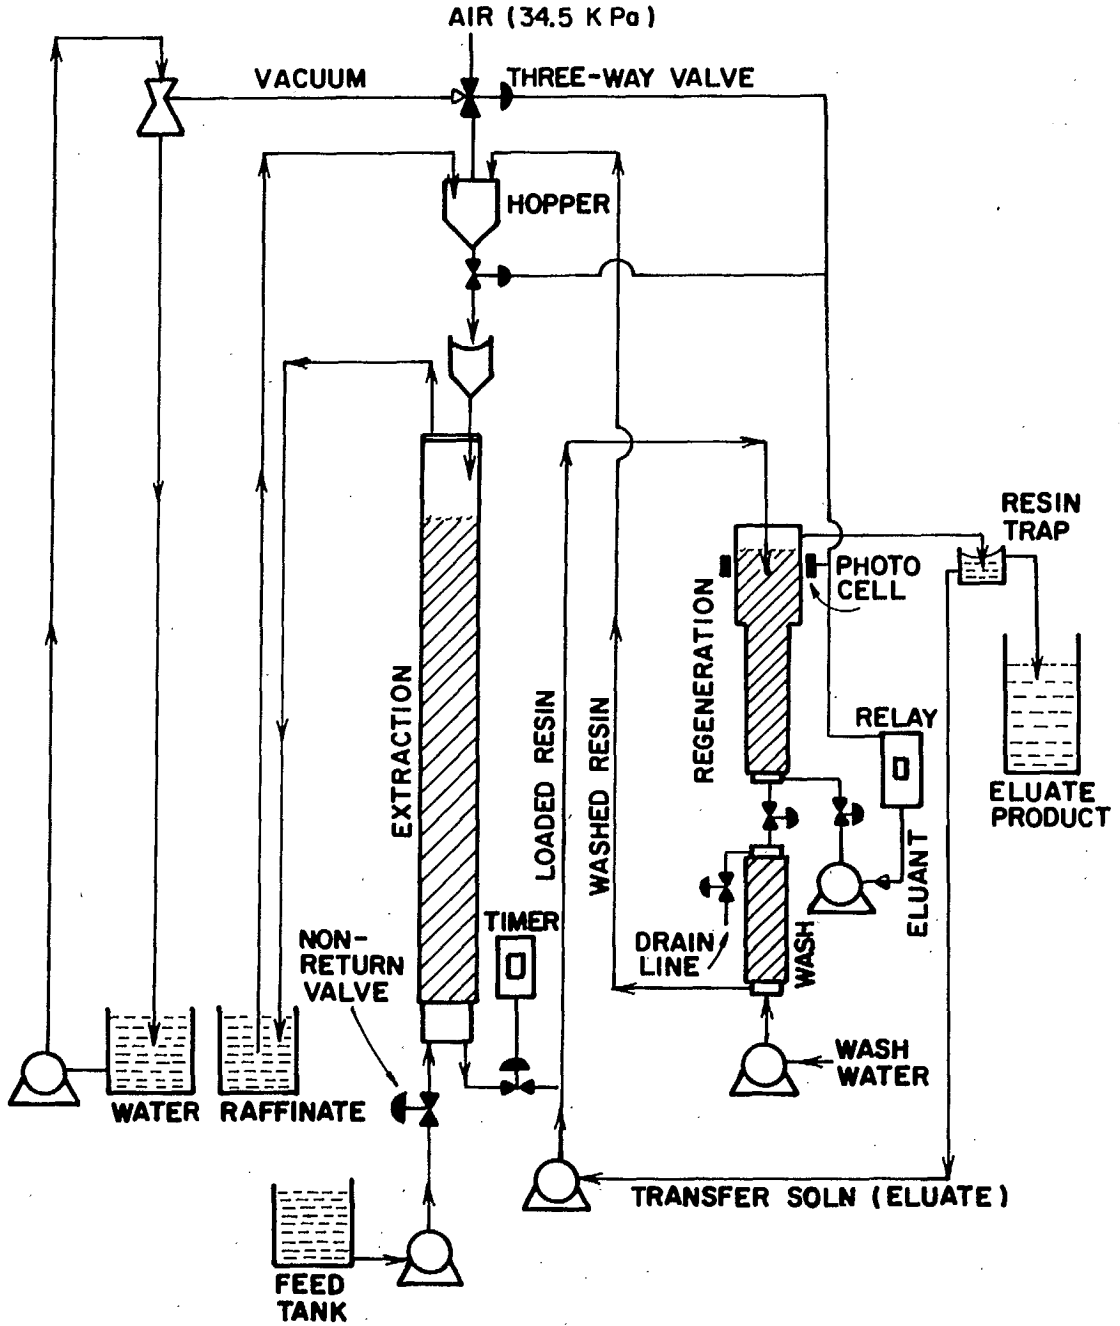 AIR (34.5 K Pa)
VACUUM
THREE-WAY VALVE
HOPPER
RESIN
TRAP
PHOTO
CELL
REGENERATION
EXTRACTION
LOADED RESIN
WASHED RESIN
RELAY
ELUATE
PRODUCT
ELUANT
TIMER
NON-
RETURN
VALVE
DRAIN
LINE
WASH
WASH
WATER
WATER
RAFFINATE
TRANSFER SOLN (ELUATE)
FEED
TANK